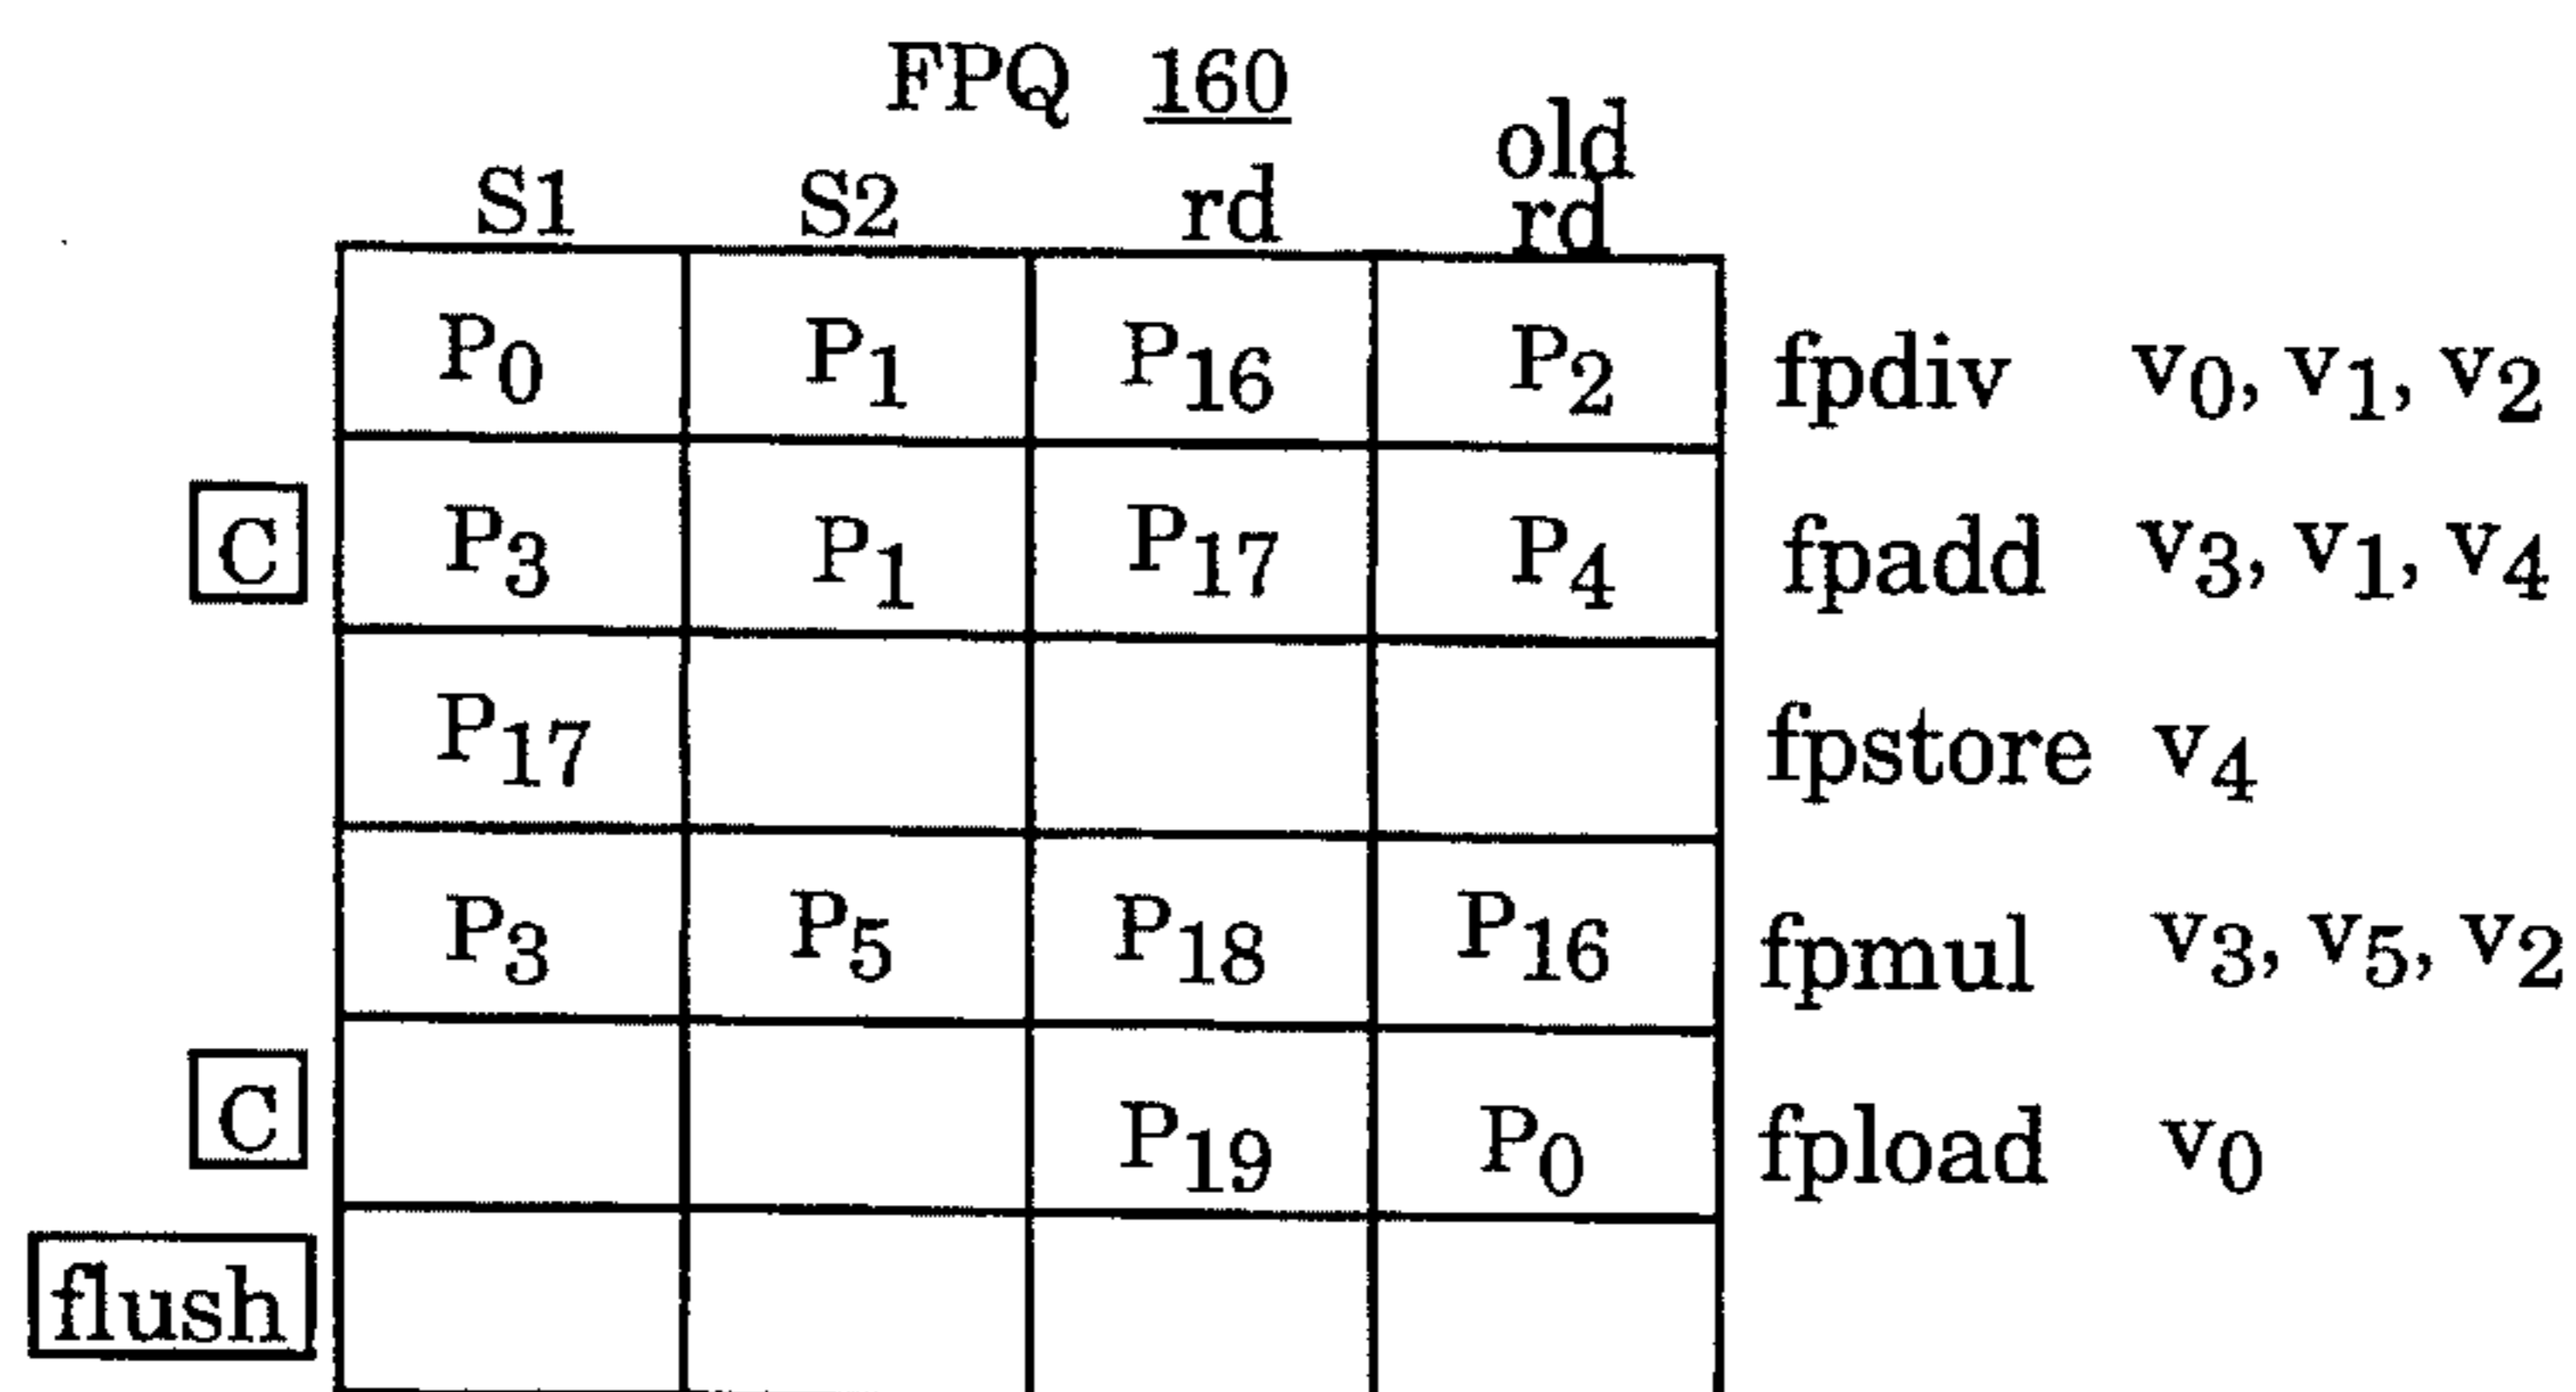 FPQ 160
S1 S2 rd old rd
P0 P1 P16 P2 fpdiv v0, v1, v2
C P3 P1 P17 P4 fpadd v3, v1, v4
P17 fpstore v4
P3 P5 P18 P16 fpmul v3, v5, v2
C P19 P0 fpload v0
flush